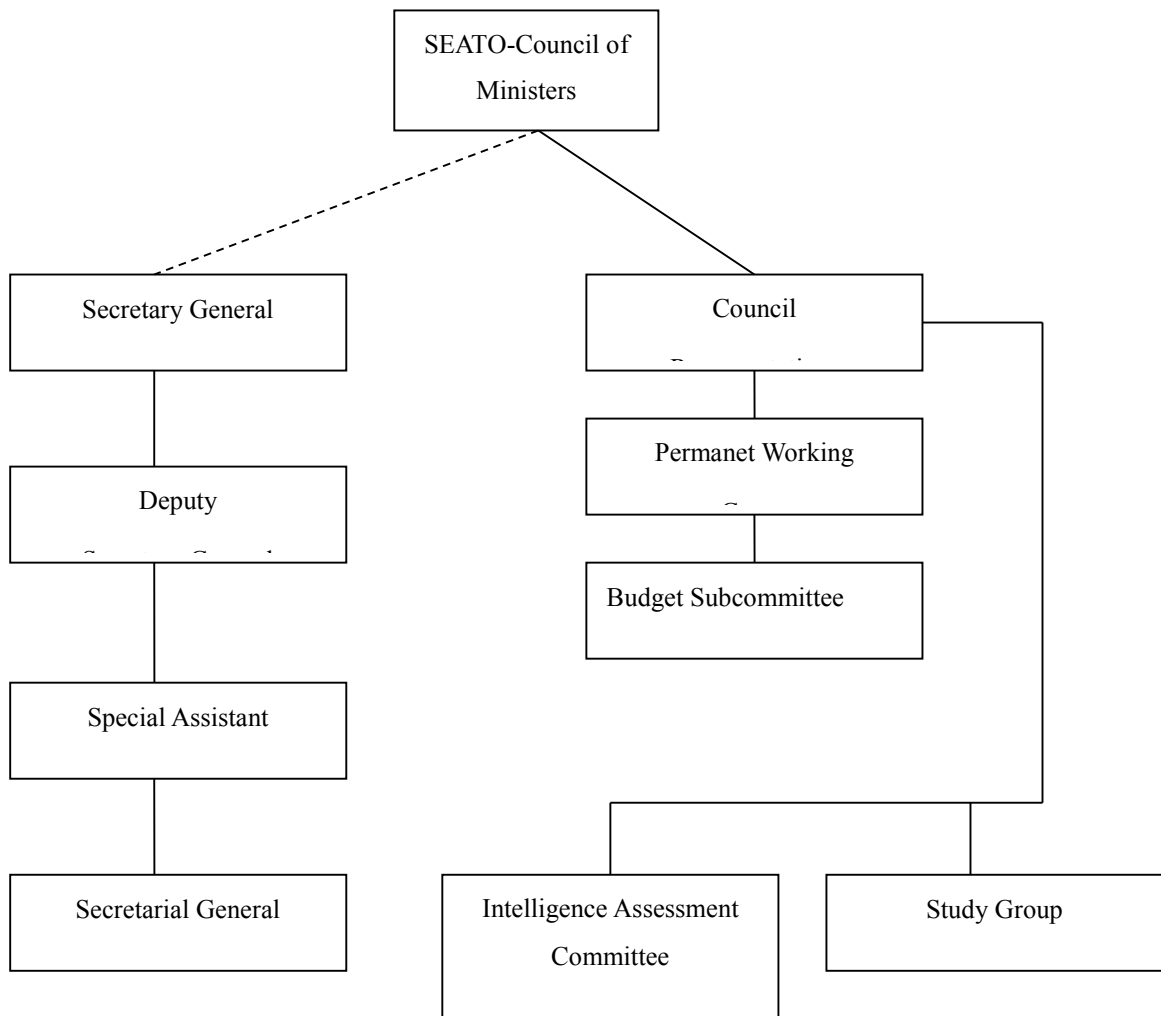 SEATO-Council of
Ministers
Secretary General
Council
Permanet Working
Deputy
Budget Subcommittee
Special Assistant
Secretarial General
Intelligence Assessment
Committee
Study Group